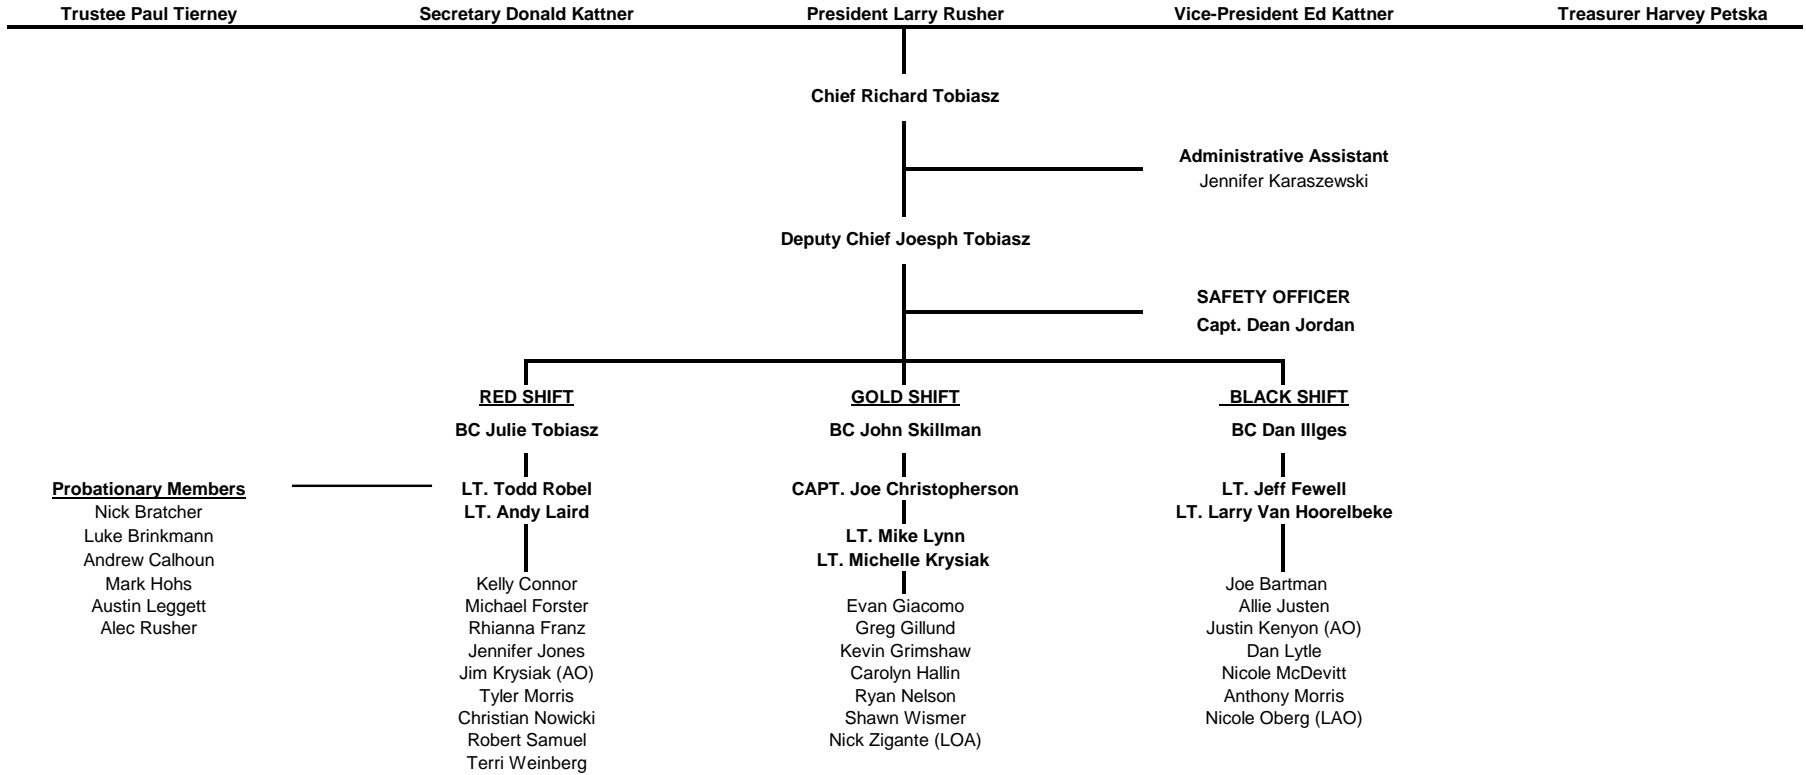 Trustee Paul Tierney
Secretary Donald Kattner
President Larry Rusher
Vice-President Ed Kattner
Treasurer Harvey Petska
Chief Richard Tobiasz
Administrative Assistant
Jennifer Karaszewski
Deputy Chief Joesph Tobiasz
SAFETY OFFICER
Capt. Dean Jordan
RED SHIFT
BC Julie Tobiasz
LT. Todd Robel
LT. Andy Laird
Kelly Connor
Michael Forster
Rhianna Franz
Jennifer Jones
Jim Krysiak (AO)
Tyler Morris
Christian Nowicki
Robert Samuel
Terri Weinberg
Probationary Members
Nick Bratcher
Luke Brinkmann
Andrew Calhoun
Mark Hohs
Austin Leggett
Alec Rusher
GOLD SHIFT
BC John Skillman
CAPT. Joe Christopherson
LT. Mike Lynn
LT. Michelle Krysiak
Evan Giacomo
Greg Gillund
Kevin Grimshaw
Carolyn Hallin
Ryan Nelson
Shawn Wismer
Nick Zigante (LOA)
BLACK SHIFT
BC Dan Illges
LT. Jeff Fewell
LT. Larry Van Hoorelbeke
Joe Bartman
Allie Justen
Justin Kenyon (AO)
Dan Lytle
Nicole McDevitt
Anthony Morris
Nicole Oberg (LAO)